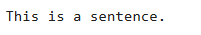 This is a sentence.